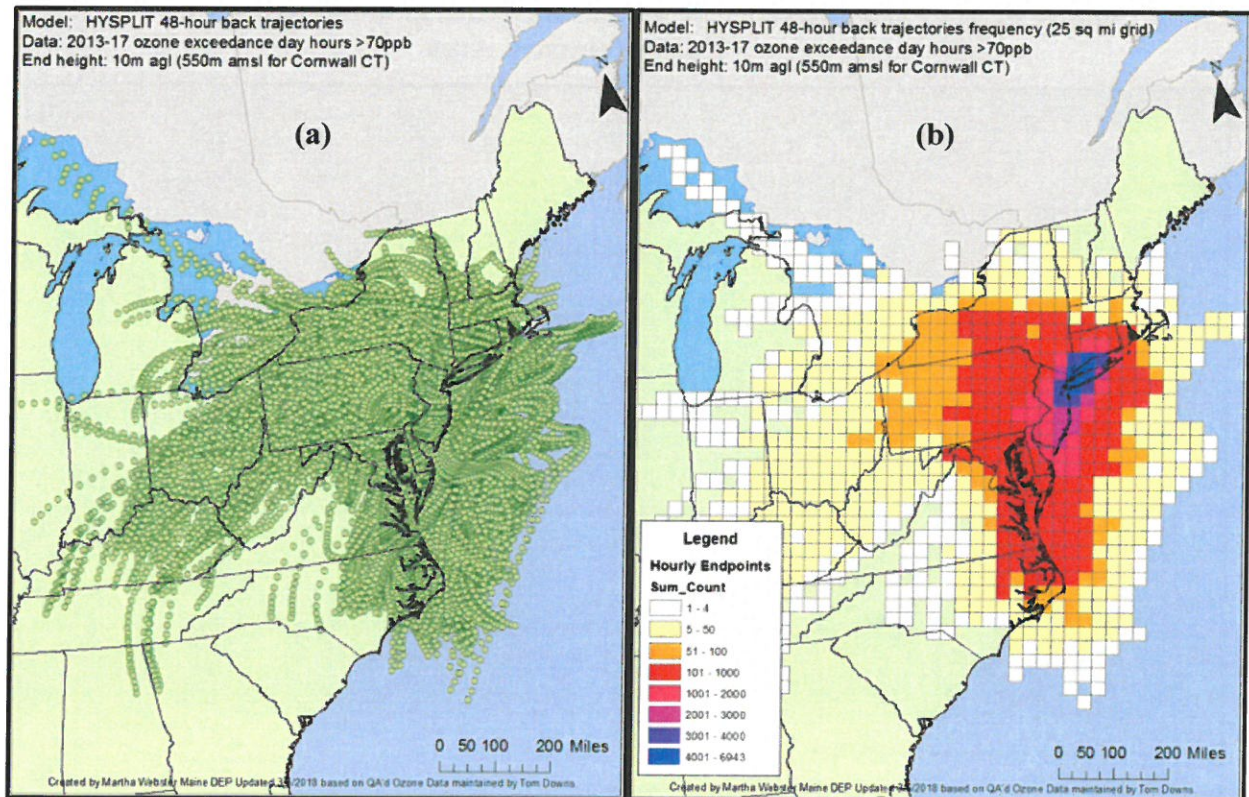 Model: HYSPLIT 48-hour back trajectories
Data: 2013-17 ozone exceedance day hours >70ppb
End height: 10m agl (550m amsl for Cornwall CT)
N
(a)
0 50 100 200 Miles
Created by Martha Webster Maine DEP Updated /2018 based on QA'd Ozone Data maintained by Tom Downs
Model: HYSPLIT 48-hour back trajectories frequency (25 sq mi grid)
Data: 2013-17 ozone exceedance day hours >70ppb
End height: 10m agl (550m amsl for Cornwall CT)
N
(b)
Legend
Hourly Endpoints
Sum_Count
1 - 4
5 - 50
51 - 100
101 - 1000
1001 - 2000
2001 - 3000
3001 - 4000
4001 - 6943
0 50 100 200 Miles
Created by Martha Webster Maine DEP Updated /2018 based on QA'd Ozone Data maintained by Tom Downs